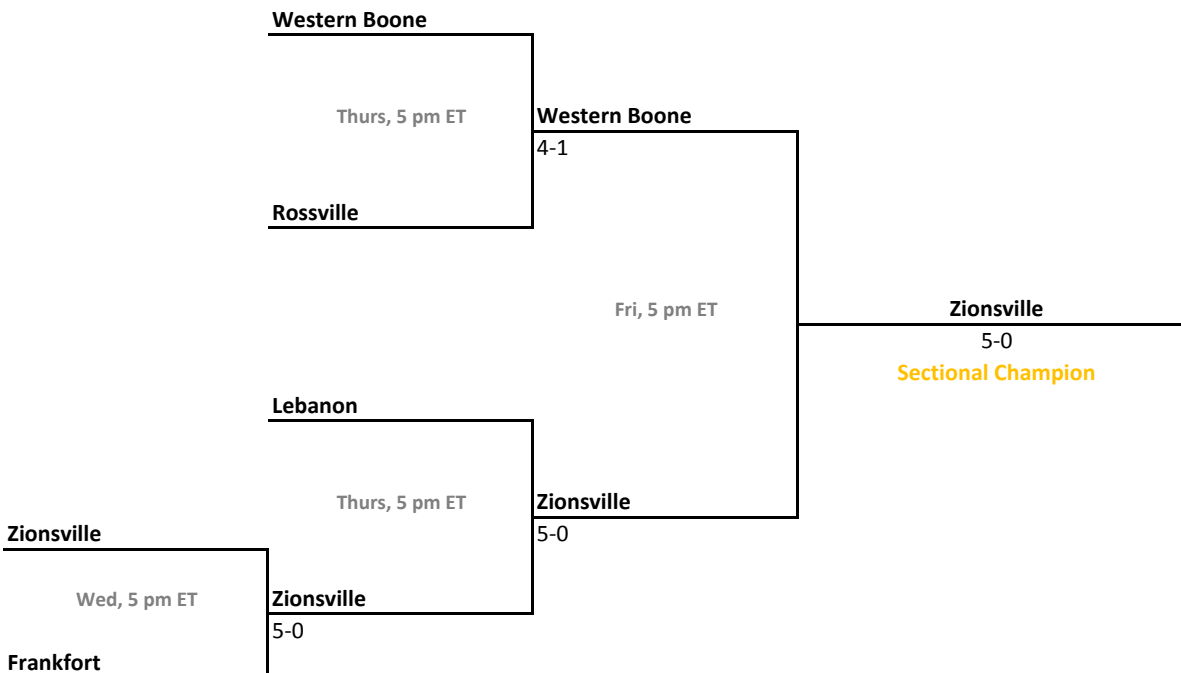 Western Boone
Thurs, 5 pm ET
Western Boone
4-1
Rossville
Fri, 5 pm ET
Zionsville
5-0
Sectional Champion
Lebanon
Thurs, 5 pm ET
Zionsville
5-0
Zionsville
Wed, 5 pm ET
Zionsville
5-0
Frankfort